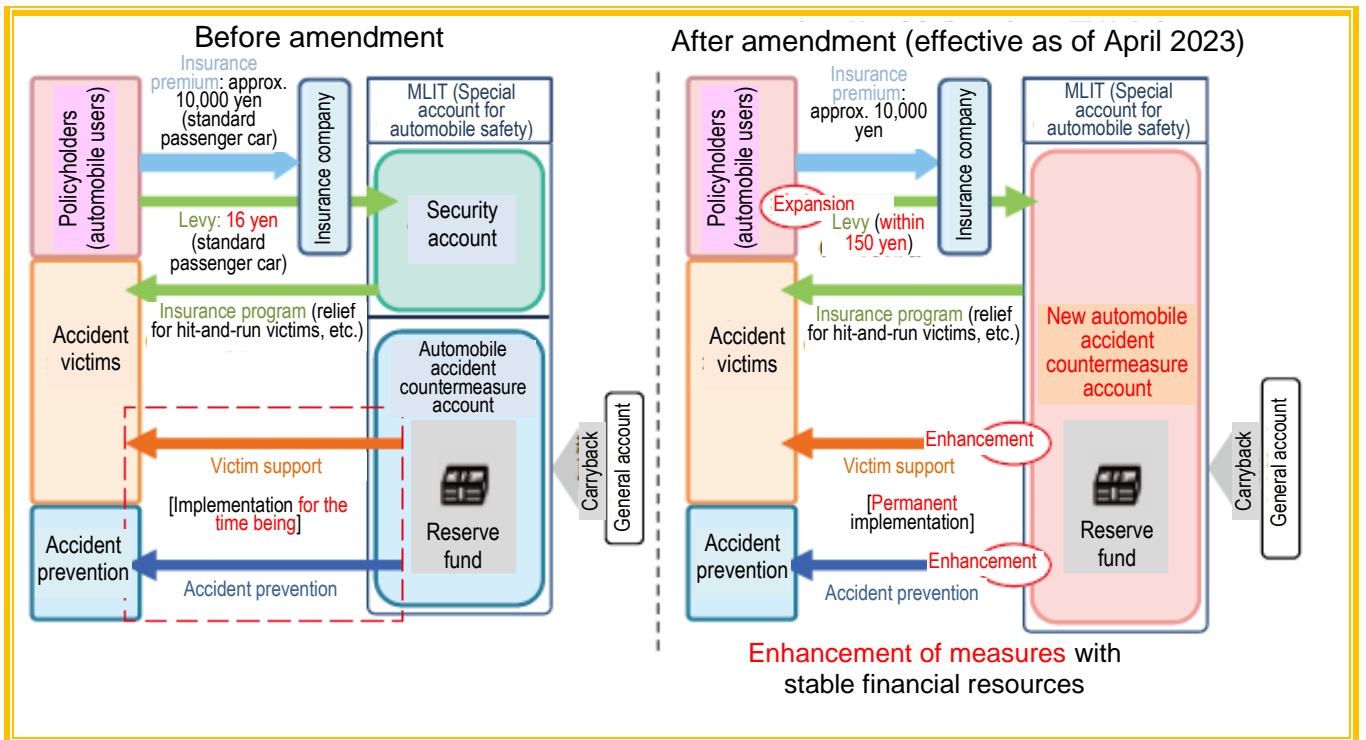 Before amendment
Insurance
premium: approx.
10,000 yen
(standard
passenger car)
Policyholders
(automobile users)
Insurance company
MLIT (Special
account for
automobile safety)
Levy: 16 yen
(standard
passenger car)
Security
account
Insurance program (relief
for hit-and-run victims, etc.)
Accident
victims
Automobile
accident
countermeasure
account
Victim support
[Implementation for the
time being]
Reserve
fund
Carryback
General account
Accident
prevention
Accident prevention
After amendment (effective as of April 2023)
Insurance
premium:
approx. 10,000
yen
Policyholders
(automobile users)
Insurance company
MLIT (Special
account for
automobile safety)
Expansion
Levy (within
150 yen)
Insurance program (relief
for hit-and-run victims, etc.)
Accident
victims
New automobile
accident
countermeasure
account
Enhancement
Victim support
[Permanent
implementation]
Reserve
fund
Carryback
General account
Accident
prevention
Enhancement
Accident prevention
Enhancement of measures with
stable financial resources